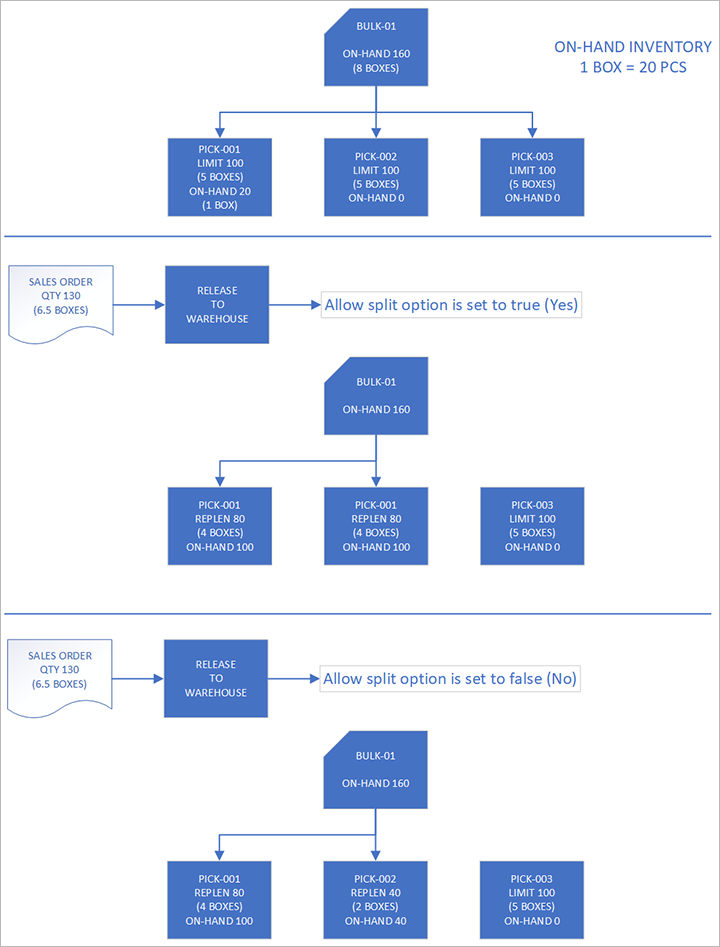 BULK-01
ON-HAND 160
(8 BOXES)
ON-HAND INVENTORY
1 BOX = 20 PCS
PICK-001
LIMIT 100
(5 BOXES)
ON-HAND 20
(1 BOX)
PICK-002
LIMIT 100
(5 BOXES)
ON-HAND 0
PICK-003
LIMIT 100
(5 BOXES)
ON-HAND 0
SALES ORDER
QTY 130
(6.5 BOXES)
RELEASE
TO
WAREHOUSE
Allow split option is set to true (Yes)
BULK-01
ON-HAND 160
PICK-001
REPLEN 80
(4 BOXES)
ON-HAND 100
PICK-001
REPLEN 80
(4 BOXES)
ON-HAND 100
PICK-003
LIMIT 100
(5 BOXES)
ON-HAND 0
SALES ORDER
QTY 130
(6.5 BOXES)
RELEASE
TO
WAREHOUSE
Allow split option is set to false (No)
BULK-01
ON-HAND 160
PICK-001
REPLEN 80
(4 BOXES)
ON-HAND 100
PICK-002
REPLEN 40
(2 BOXES)
ON-HAND 40
PICK-003
LIMIT 100
(5 BOXES)
ON-HAND 0